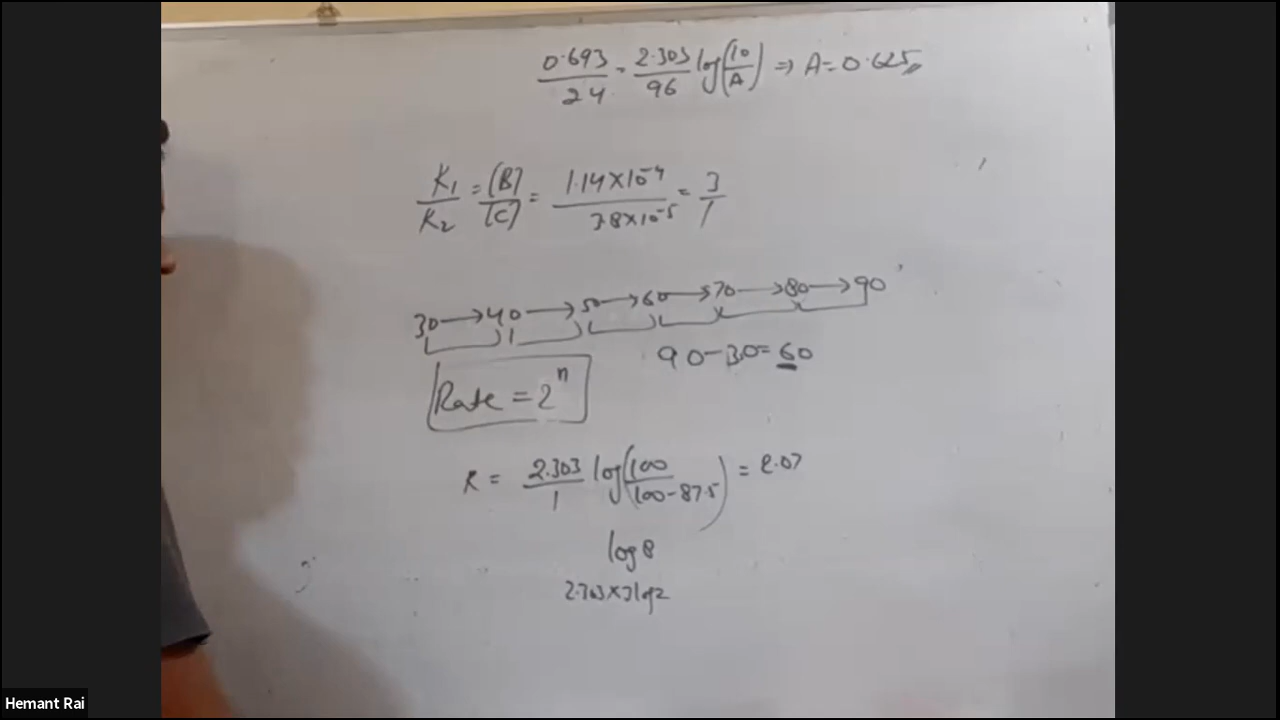 0.693/24 = 2.303/96 log(10/A) ⇒ A = 0.625
K1/K2 = [B]/[C] = 1.14×10⁻⁴/3.8×10⁻⁵ = 3/1
30 → 40 → 50 → 60 → 70 → 80 → 90
90-30=60
Rate = 2ⁿ
K = 2.303/1 log(100/100-87.5) = 2.07
log 8
2.303×3log2
Hemant Rai